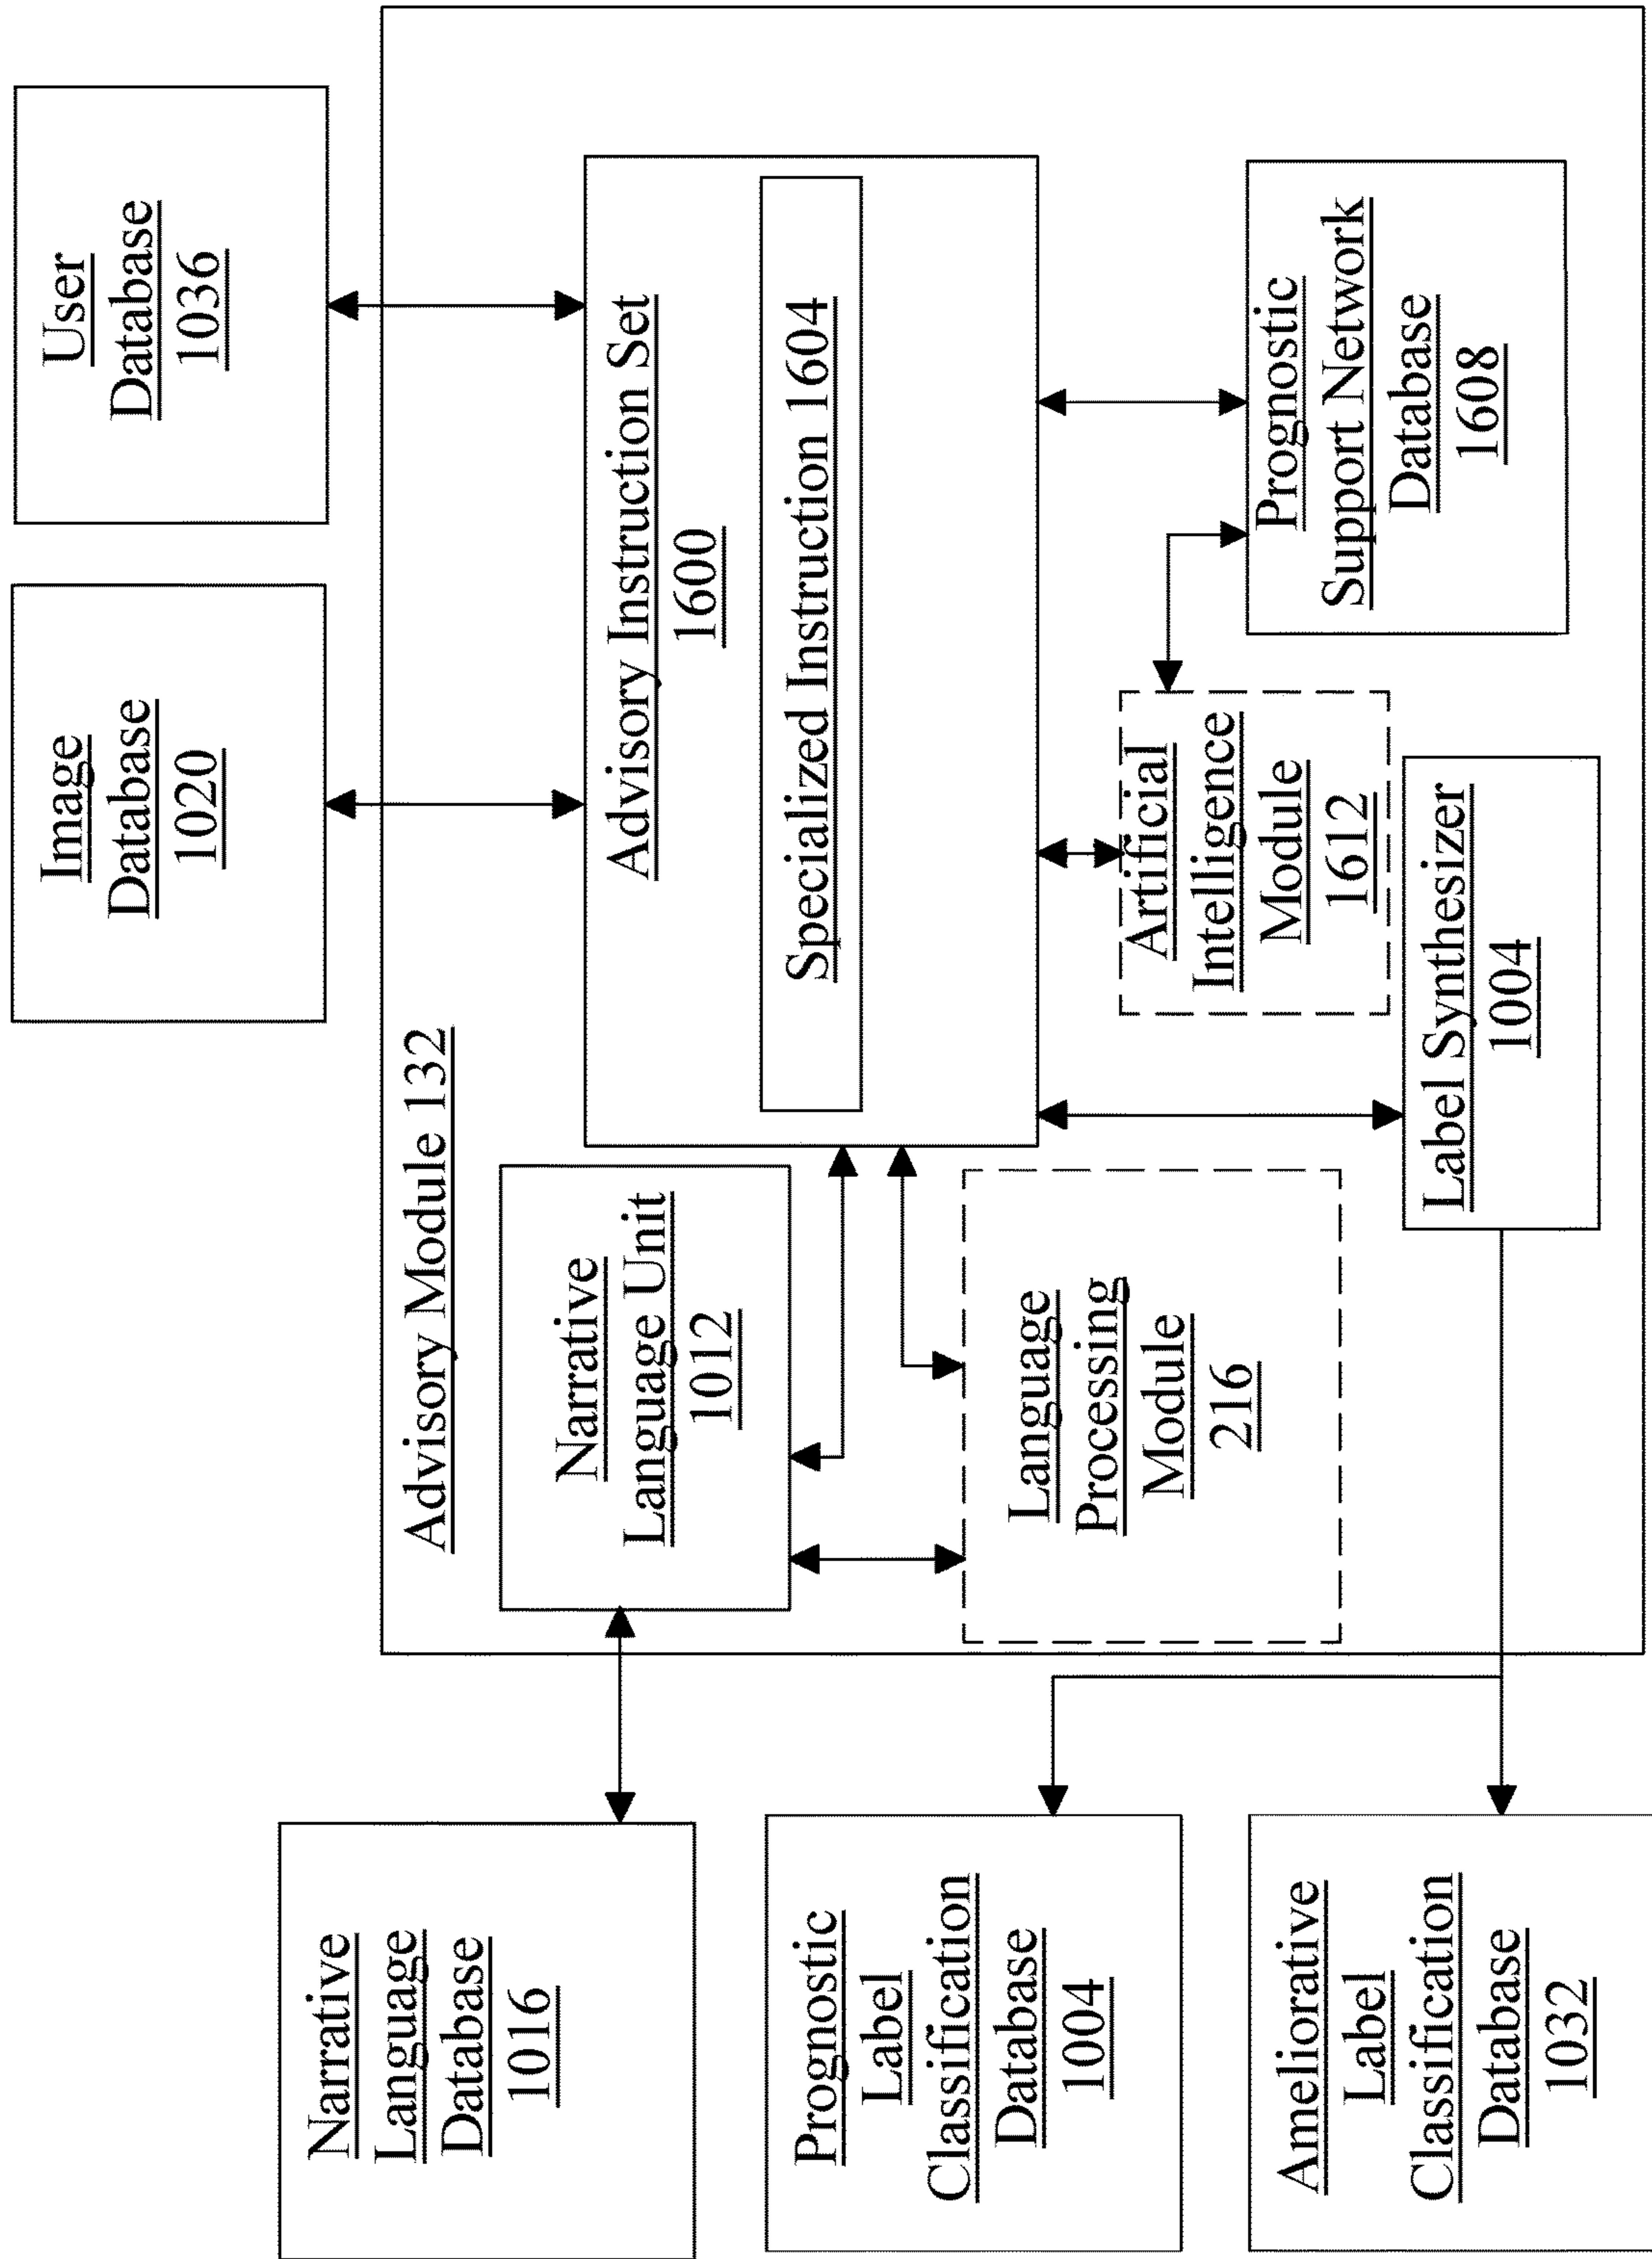 Image
Database
1020
User
Database
1036
Advisory Module 132
Narrative
Language Database
1016
Narrative
Language Unit
1012
Advisory Instruction Set
1600
Specialized Instruction 1604
Prognostic
Label
Classification
Database
1004
Language
Processing
Module
216
Artificial
Intelligence
Module
1612
Prognostic
Support Network
Database
1608
Ameliorative
Label
Classification
Database
1032
Label Synthesizer
1004